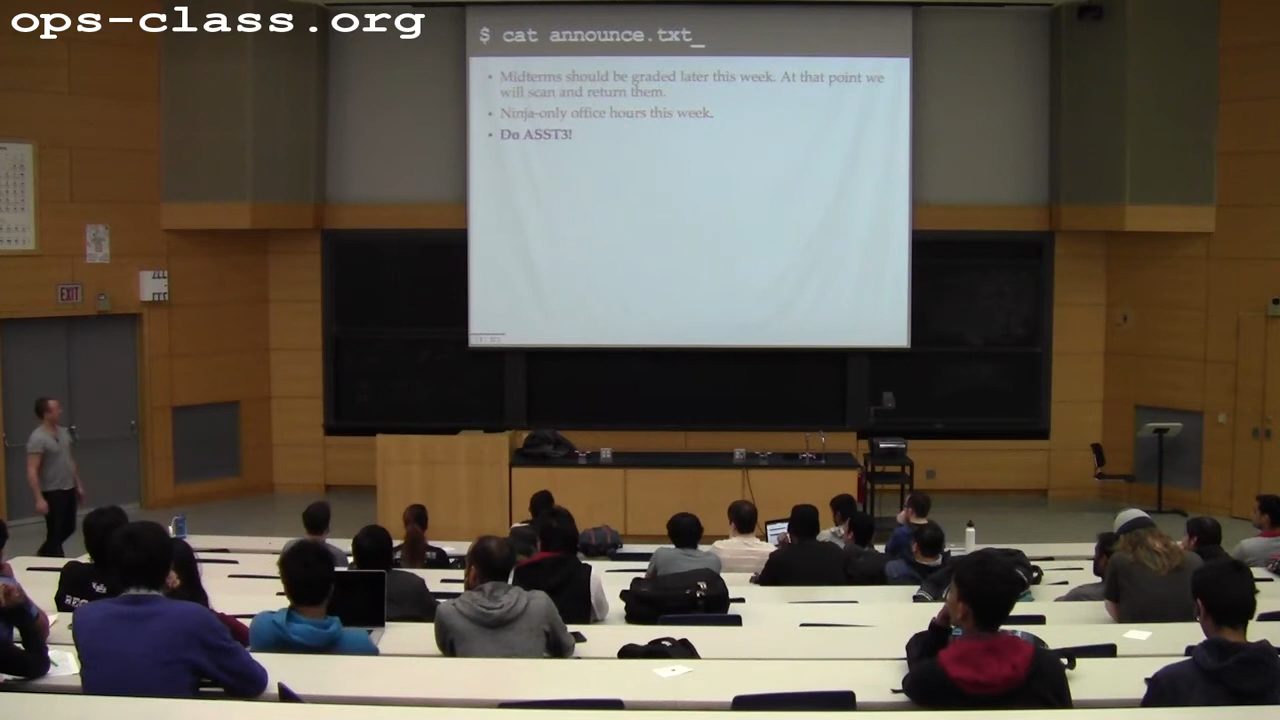 ops-class.org
$ cat announce.txt_
• Midterms should be graded later this week. At that point we
will scan and return them.
• Ninja-only office hours this week.
• Do ASST3!
EXIT